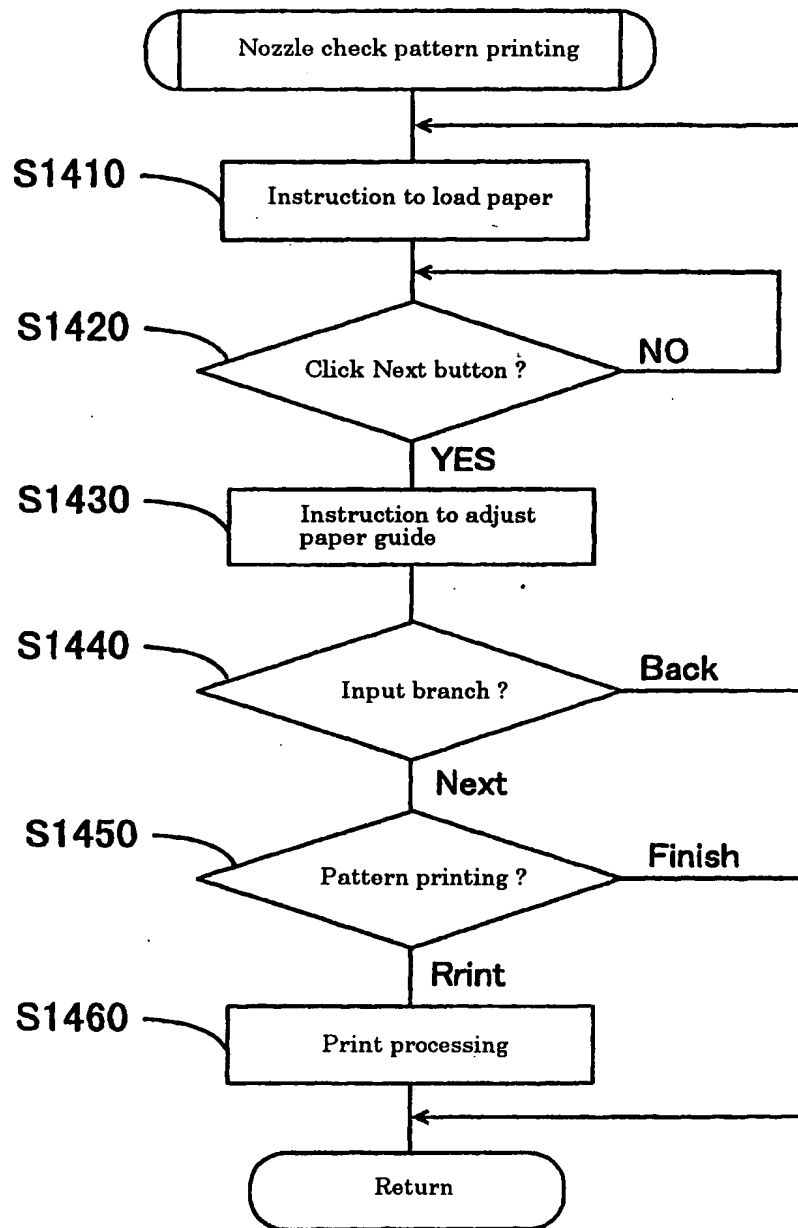 Nozzle check pattern printing
S1410
Instruction to load paper
S1420
Click Next button ?
NO
YES
S1430
Instruction to adjust
paper guide
S1440
Input branch ?
Back
Next
S1450
Pattern printing ?
Finish
Rrint
S1460
Print processing
Return